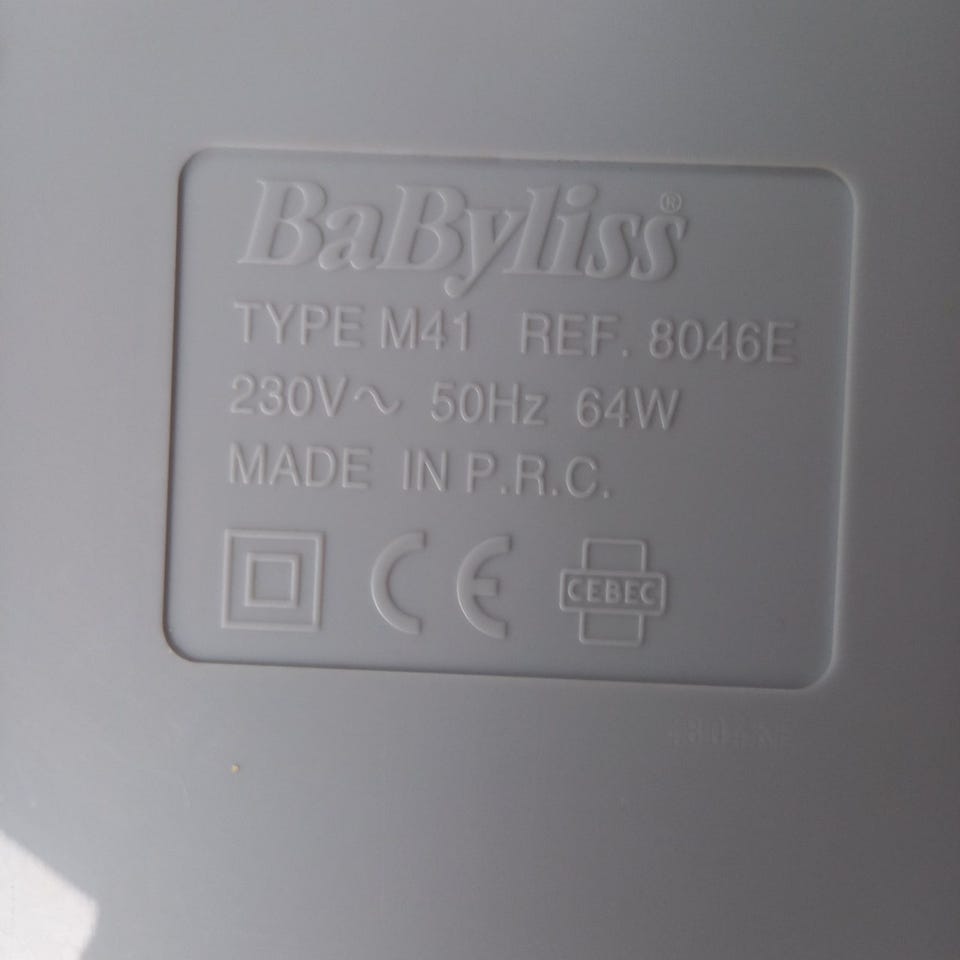 BaByliss®
TYPE M41 REF. 8046E
230V~ 50Hz 64W
MADE IN P.R.C.
CE CEBEC